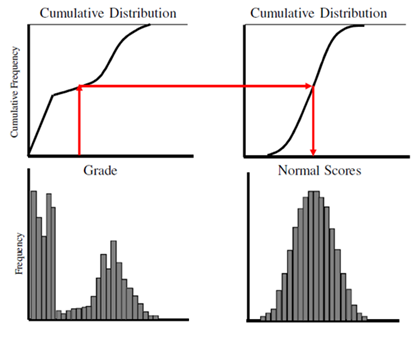 Cumulative Distribution
Cumulative Distribution
Cumulative Frequency
Grade
Normal Scores
Frequency